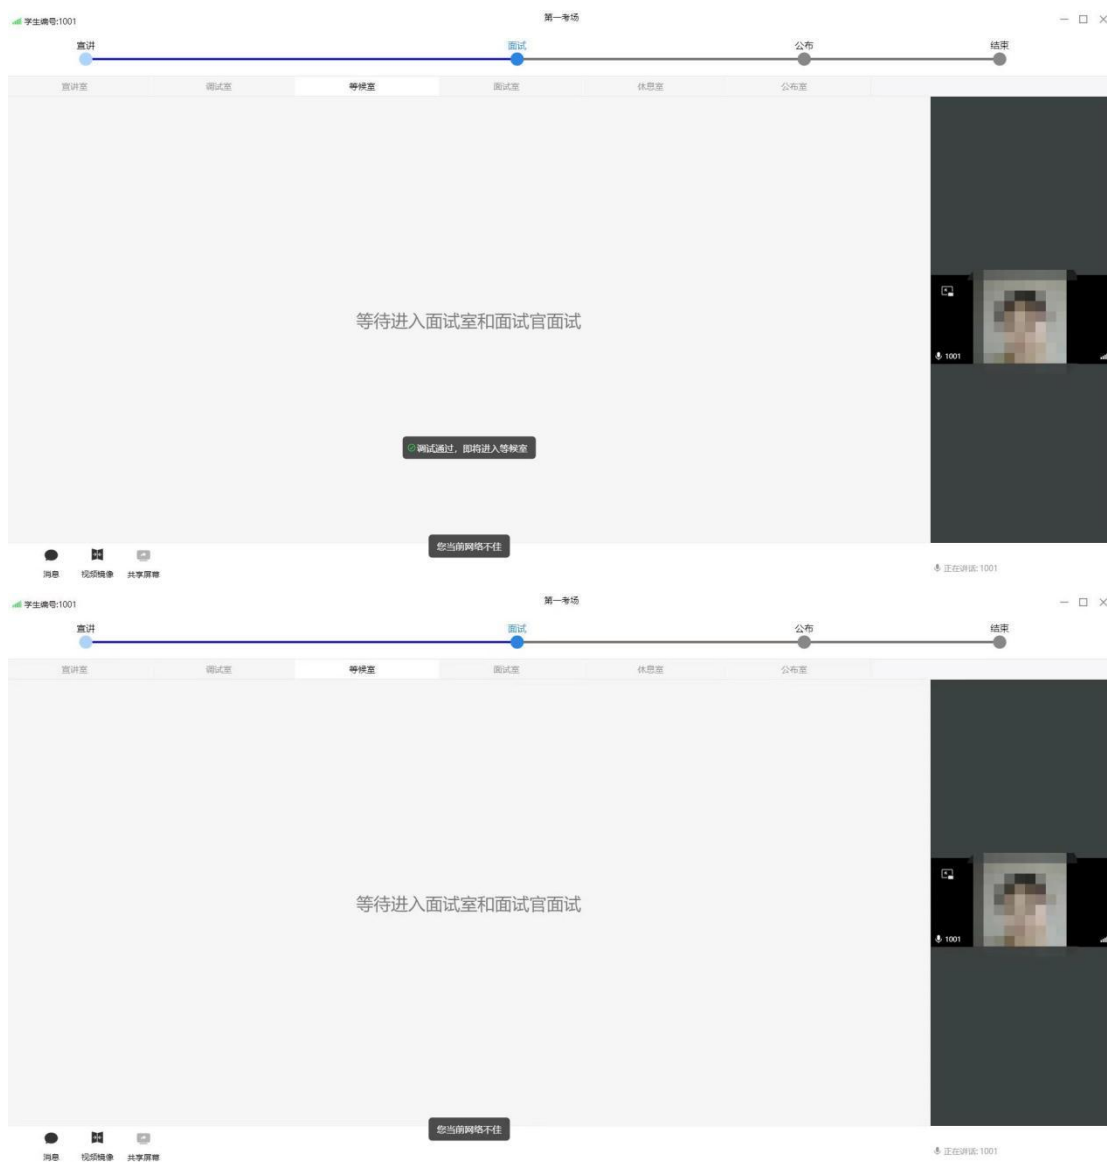 学生编号:1001
第一考场
宣讲 面试 公布 结束
宣讲室 调试室 等候室 面试室 休息室 公布室
等待进入面试室和面试官面试
1001
调试通过，即将进入等候室
您当前网络不佳
消息 视频镜像 共享屏幕
正在讲话: 1001
学生编号:1001
第一考场
宣讲 面试 公布 结束
宣讲室 调试室 等候室 面试室 休息室 公布室
等待进入面试室和面试官面试
1001
您当前网络不佳
消息 视频镜像 共享屏幕
正在讲话: 1001